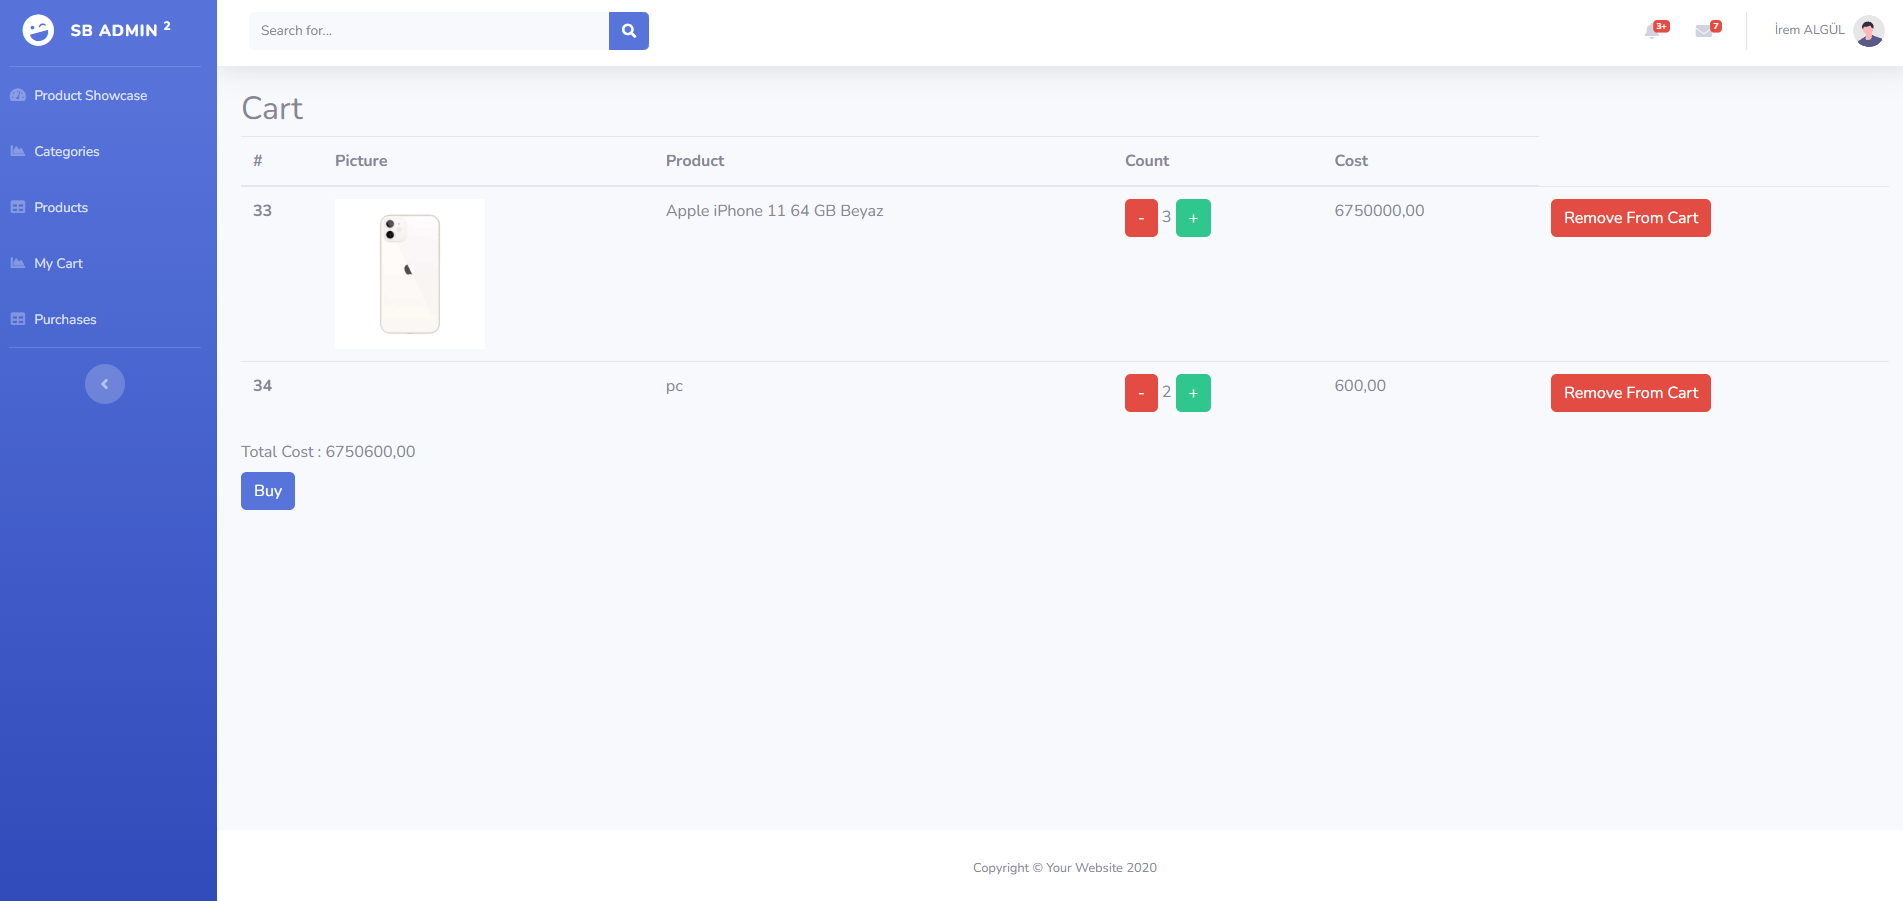 SB ADMIN 2
Search for...
3+
7
İrem ALGÜL
Product Showcase
Categories
Products
My Cart
Purchases
Cart
# Picture Product Count Cost
33 Apple iPhone 11 64 GB Beyaz - 3 + 6750000,00 Remove From Cart
34 pc - 2 + 600,00 Remove From Cart
Total Cost : 6750600,00
Buy
Copyright © Your Website 2020